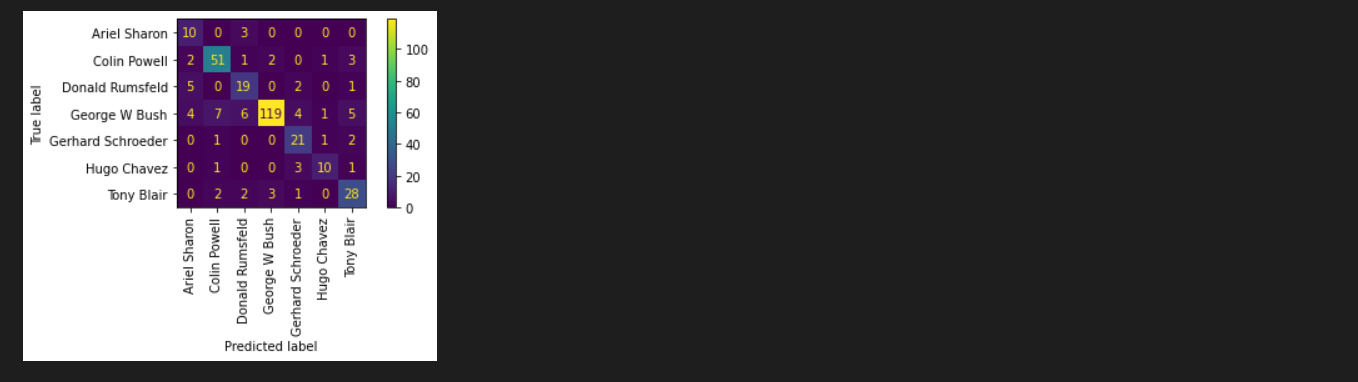 Ariel Sharon 10 0 3 0 0 0 0
Colin Powell 2 51 1 2 0 1 3
Donald Rumsfeld 5 0 19 0 2 0 1
George W Bush 4 7 6 119 4 1 5
Gerhard Schroeder 0 1 0 0 21 1 2
Hugo Chavez 0 1 0 0 3 10 1
Tony Blair 0 2 2 3 1 0 28
True label
100
80
60
40
20
0
Ariel Sharon
Colin Powell
Donald Rumsfeld
George W Bush
Gerhard Schroeder
Hugo Chavez
Tony Blair
Predicted label